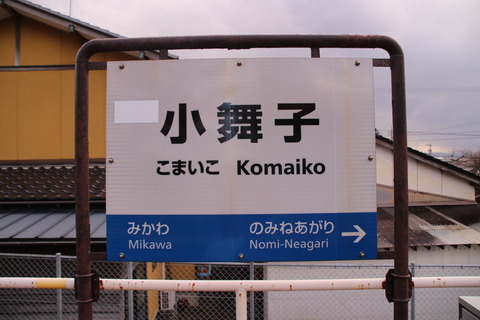 小舞子
こまいこ Komaiko
みかわ のみねあがり →
Mikawa Nomi-Neagari